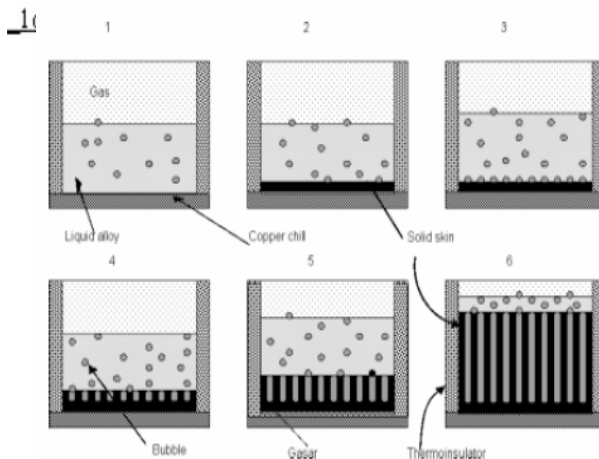 1 2 3
Gas
Liquid alloy Copper chill Solid skin
4 5 6
Bubble Gasar Thermoinsulator